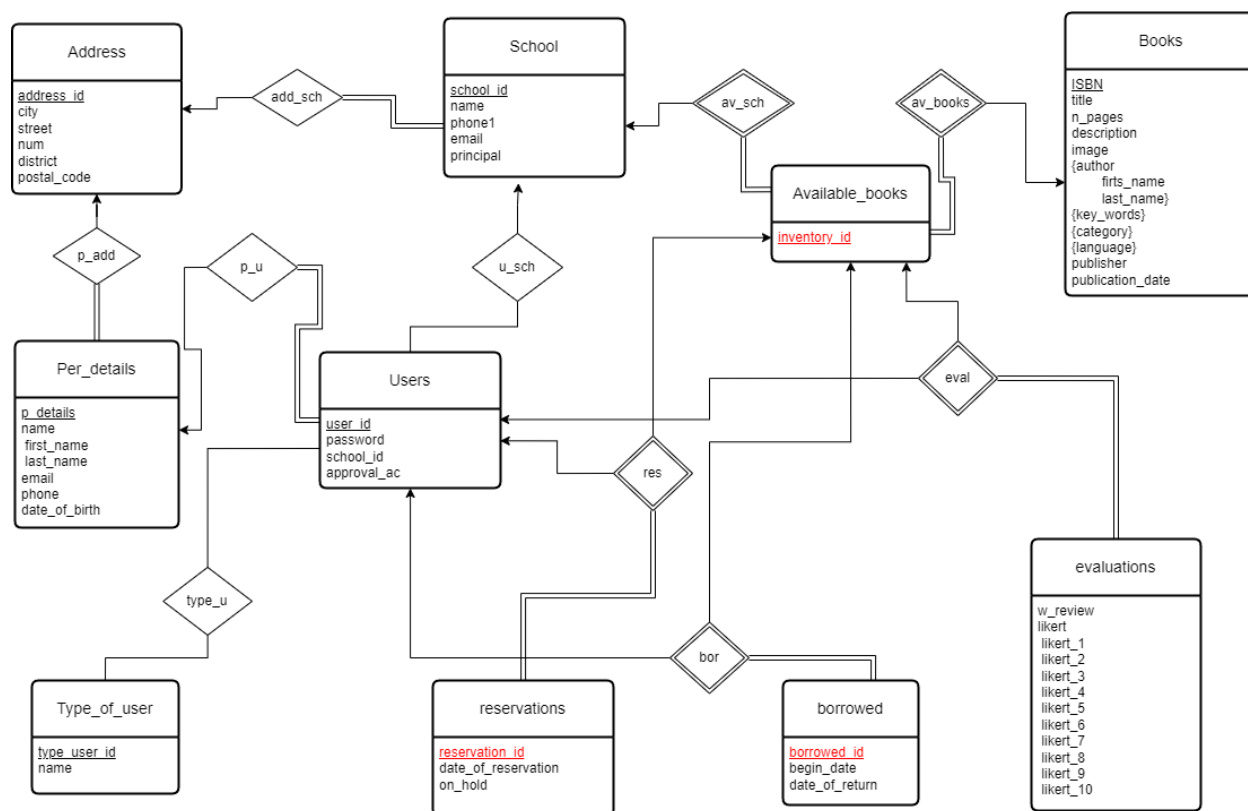 Address
address_id
city
street
num
district
postal_code
add_sch
School
school_id
name
phone1
email
principal
av_sch
av_books
Books
ISBN
title
n_pages
description
image
{author
firts_name
last_name}
{key_words}
{category}
{language}
publisher
publication_date
Available_books
inventory_id
p_add
p_u
u_sch
Per_details
p_details
name
first_name
last_name
email
phone
date_of_birth
Users
user_id
password
school_id
approval_ac
eval
res
type_u
bor
evaluations
w_review
likert
likert_1
likert_2
likert_3
likert_4
likert_5
likert_6
likert_7
likert_8
likert_9
likert_10
Type_of_user
type_user_id
name
reservations
reservation_id
date_of_reservation
on_hold
borrowed
borrowed_id
begin_date
date_of_return